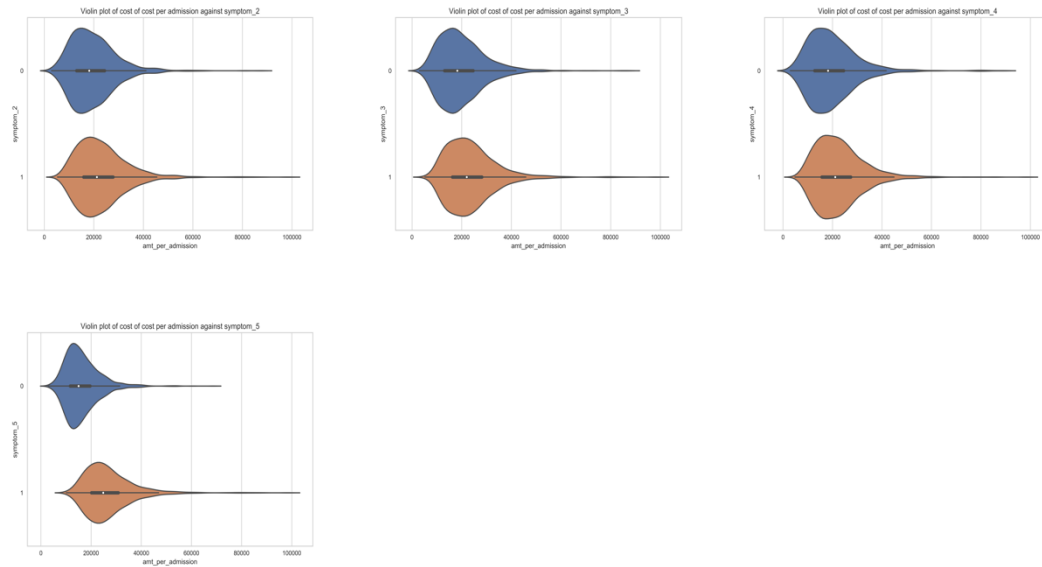 Violin plot of cost of cost per admission against symptom_2
0
symptom_2
1
0 20000 40000 60000 80000 100000
amt_per_admission
Violin plot of cost of cost per admission against symptom_3
0
symptom_3
1
0 20000 40000 60000 80000 100000
amt_per_admission
Violin plot of cost of cost per admission against symptom_4
0
symptom_4
1
0 20000 40000 60000 80000 100000
amt_per_admission
Violin plot of cost of cost per admission against symptom_5
0
symptom_5
1
0 20000 40000 60000 80000 100000
amt_per_admission